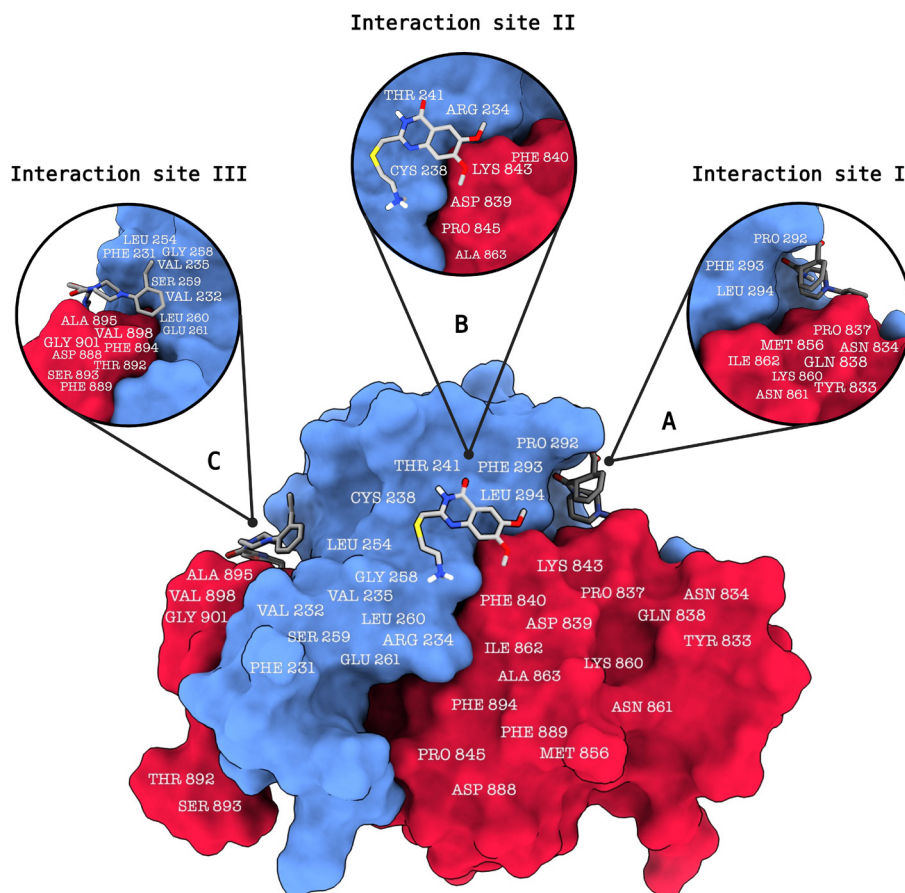 Interaction site II
THR 241
ARG 234
PHE 840
CYS 238
LYS 843
ASP 839
PRO 845
ALA 863
Interaction site III
LEU 254
PHE 231
GLY 258
VAL 235
SER 259
VAL 232
LEU 260
GLU 261
ALA 895
VAL 898
GLY 901
PHE 894
ASP 888
THR 892
SER 893
PHE 889
Interaction site I
PRO 292
PHE 293
LEU 294
PRO 837
MET 856
ASN 834
ILE 862
GLN 838
LYS 860
TYR 833
ASN 861
B
A
C
PRO 292
THR 241
PHE 293
CYS 238
LEU 294
LEU 254
ALA 895
GLY 258
LYS 843
VAL 898
VAL 235
PRO 837
ASN 834
GLY 901
VAL 232
LEU 260
PHE 840
GLN 838
SER 259
ARG 234
ASP 839
TYR 833
PHE 231
GLU 261
ILE 862
LYS 860
ALA 863
PHE 894
ASN 861
PHE 889
PRO 845
MET 856
THR 892
ASP 888
SER 893